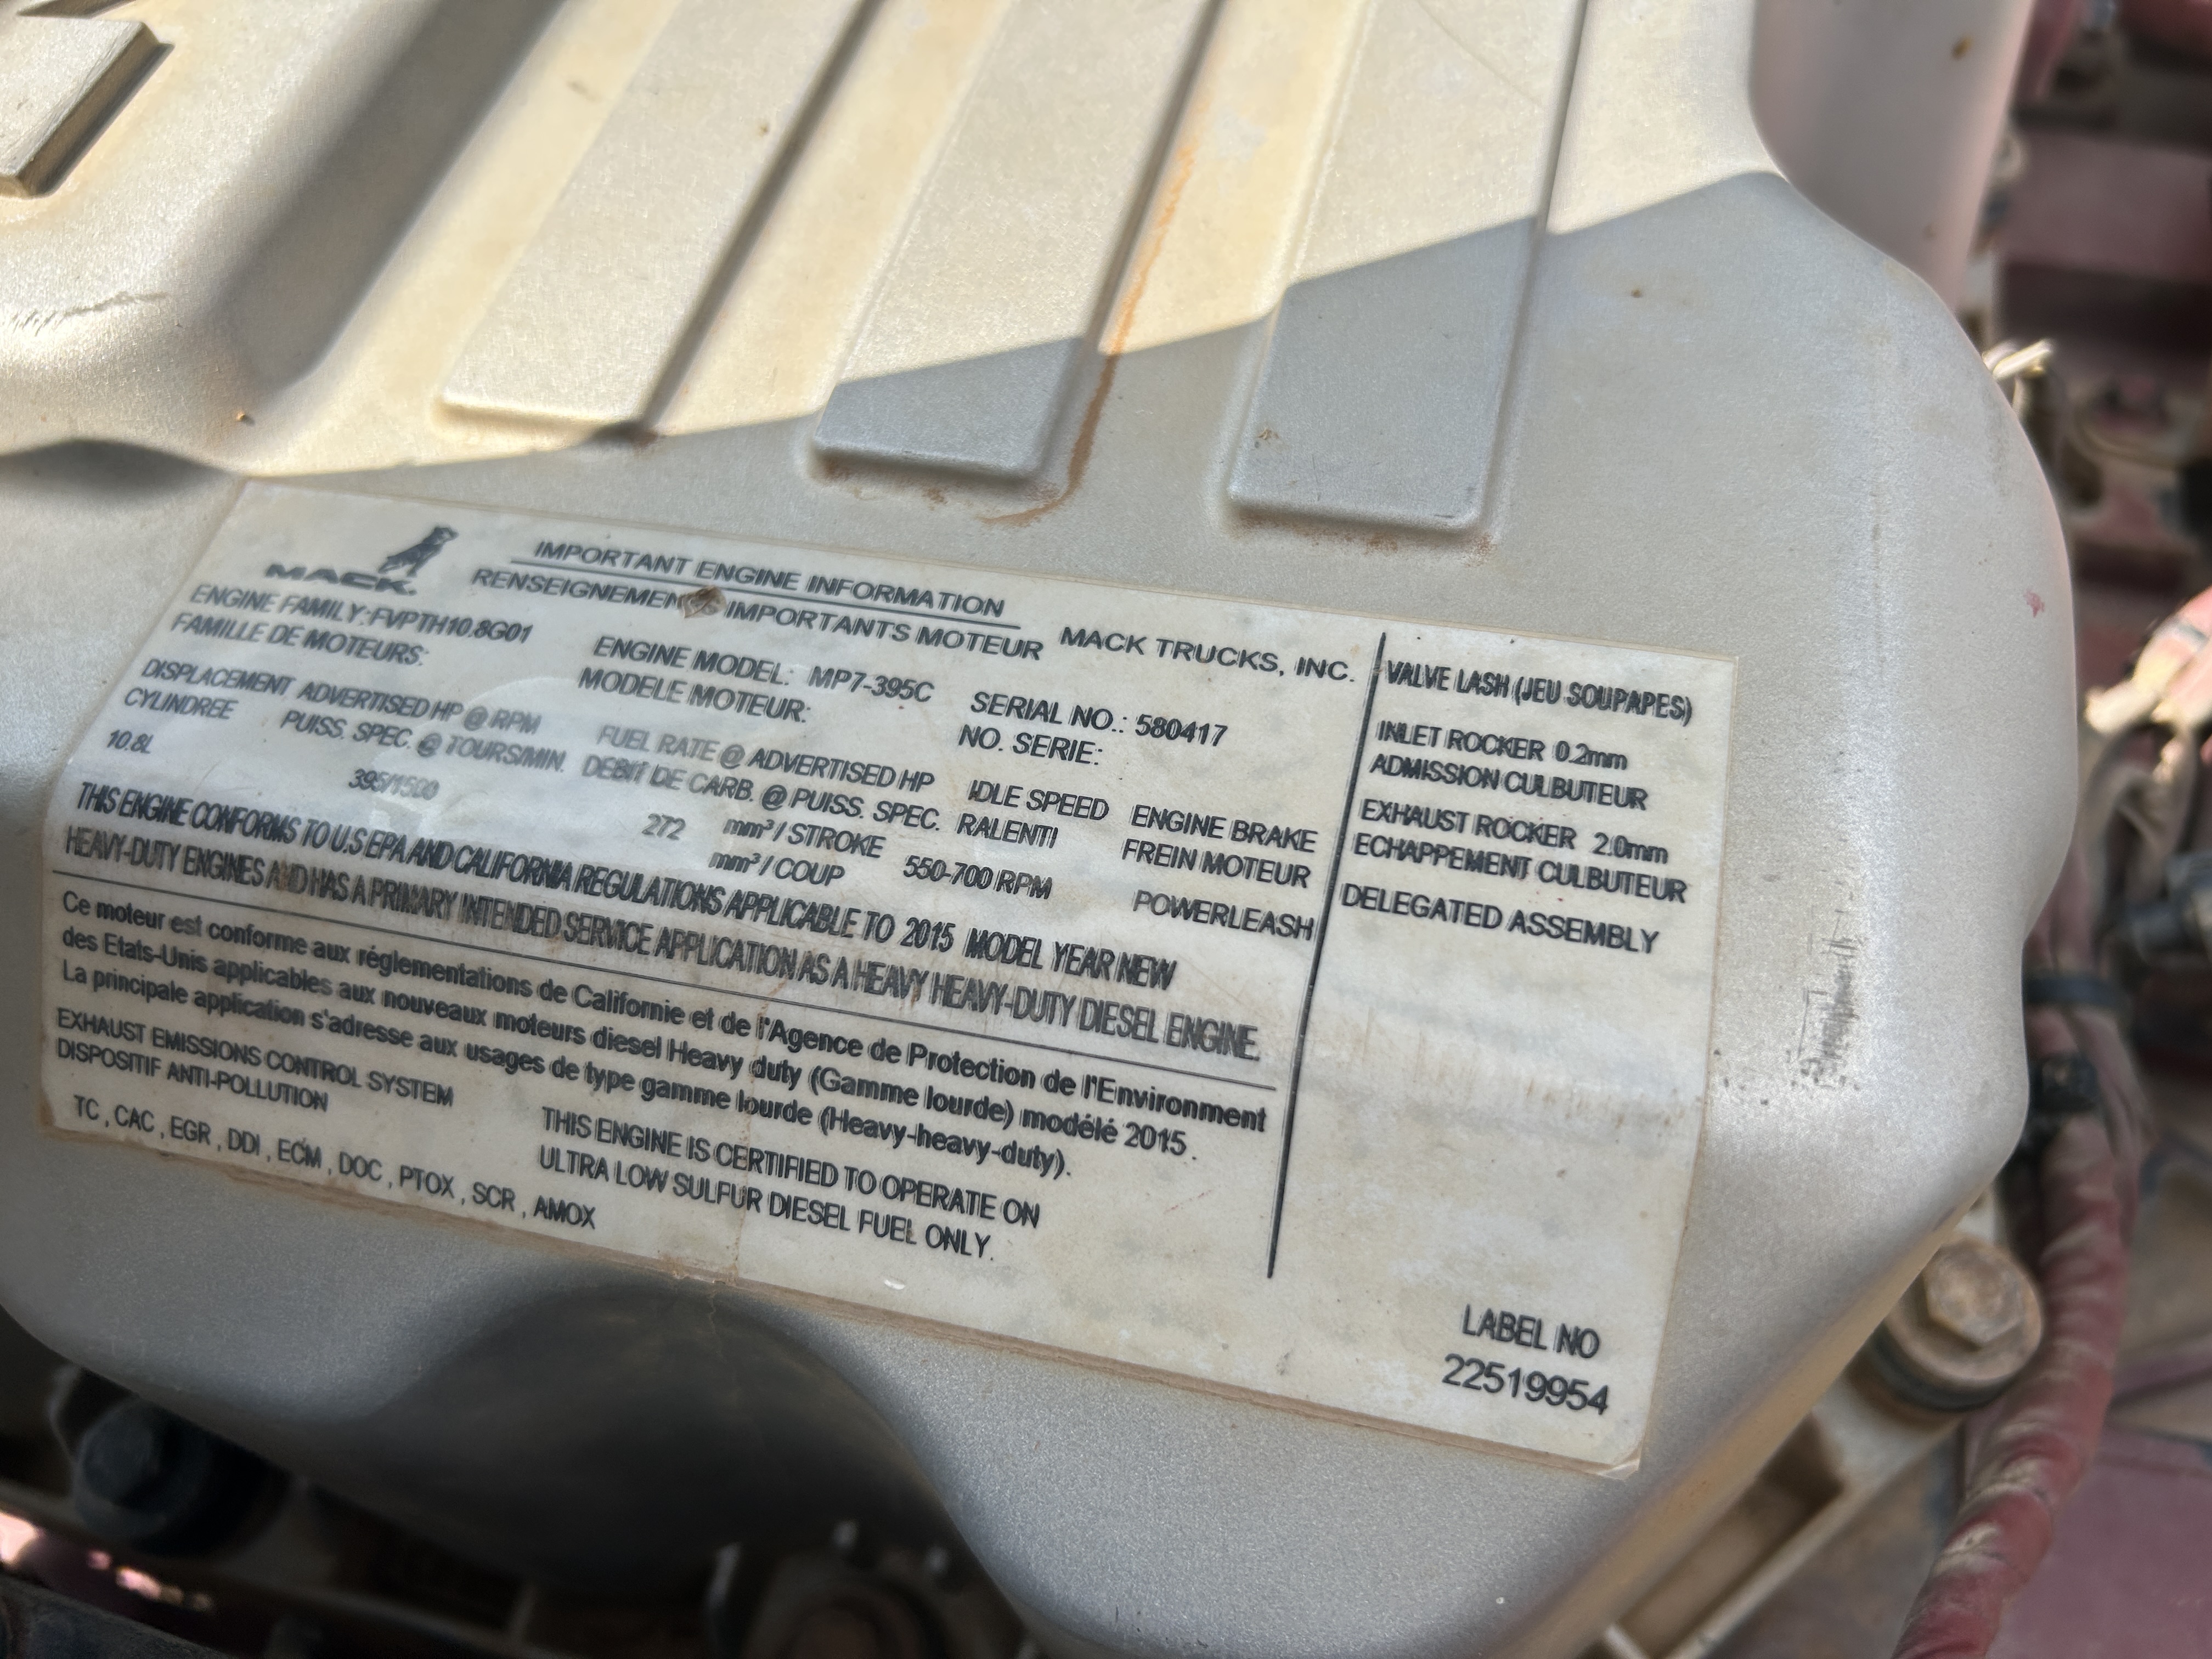 MACK.
IMPORTANT ENGINE INFORMATION
RENSEIGNEMEN IMPORTANTS MOTEUR
MACK TRUCKS, INC.
ENGINE FAMILY: FVPTH10.8G01
FAMILLE DE MOTEURS:
ENGINE MODEL: MP7-395C
MODELE MOTEUR:
SERIAL NO.: 580417
NO. SERIE:
DISPLACEMENT
CYLINDREE
10.8L
ADVERTISED HP @ RPM
PUISS. SPEC. @ TOURS/MIN.
395/1500
FUEL RATE @ ADVERTISED HP
DEBIT DE CARB. @ PUISS. SPEC.
272 mm³ / STROKE
mm³ / COUP
IDLE SPEED
RALENTI
550-700 RPM
ENGINE BRAKE
FREIN MOTEUR
POWERLEASH
THIS ENGINE CONFORMS TO U.S EPA AND CALIFORNIA REGULATIONS APPLICABLE TO 2015 MODEL YEAR NEW
HEAVY-DUTY ENGINES AND HAS A PRIMARY INTENDED SERVICE APPLICATION AS A HEAVY HEAVY-DUTY DIESEL ENGINE.
Ce moteur est conforme aux réglementations de Californie et de l'Agence de Protection de l'Environment
des Etats-Unis applicables aux nouveaux moteurs diesel Heavy duty (Gamme lourde) modélé 2015.
La principale application s'adresse aux usages de type gamme lourde (Heavy-heavy-duty).
EXHAUST EMISSIONS CONTROL SYSTEM
DISPOSITIF ANTI-POLLUTION
TC , CAC , EGR , DDI , ECM , DOC , PTOX , SCR , AMOX
THIS ENGINE IS CERTIFIED TO OPERATE ON
ULTRA LOW SULFUR DIESEL FUEL ONLY.
VALVE LASH (JEU SOUPAPES)
INLET ROCKER 0.2mm
ADMISSION CULBUTEUR
EXHAUST ROCKER 2.0mm
ECHAPPEMENT CULBUTEUR
DELEGATED ASSEMBLY
LABEL NO
22519954